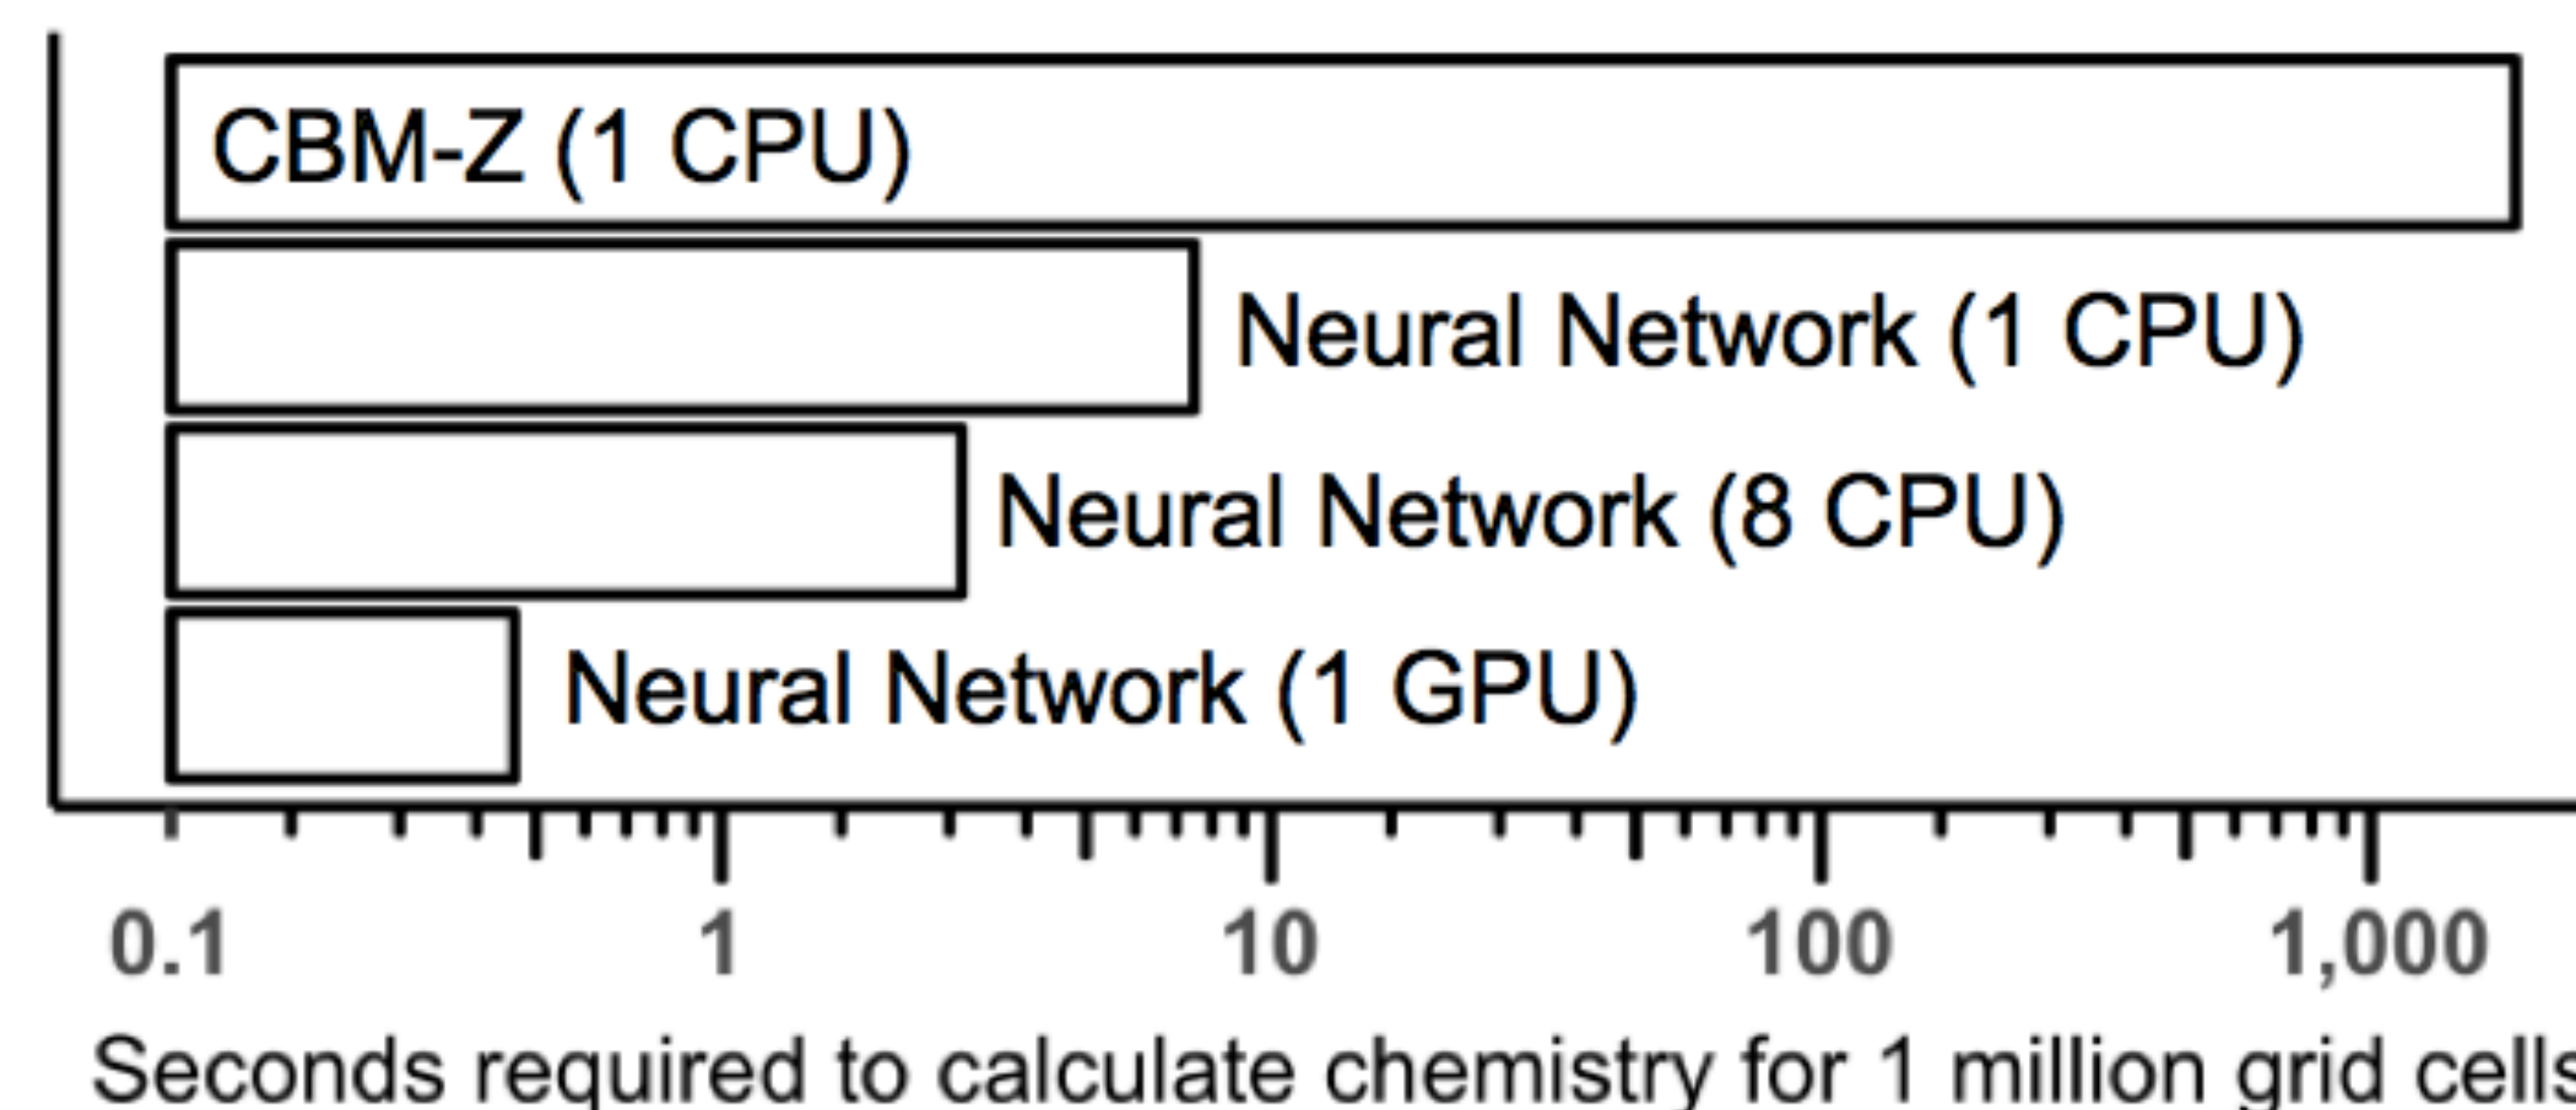 CBM-Z (1 CPU)
Neural Network (1 CPU)
Neural Network (8 CPU)
Neural Network (1 GPU)
0.1 1 10 100 1,000
Seconds required to calculate chemistry for 1 million grid cells